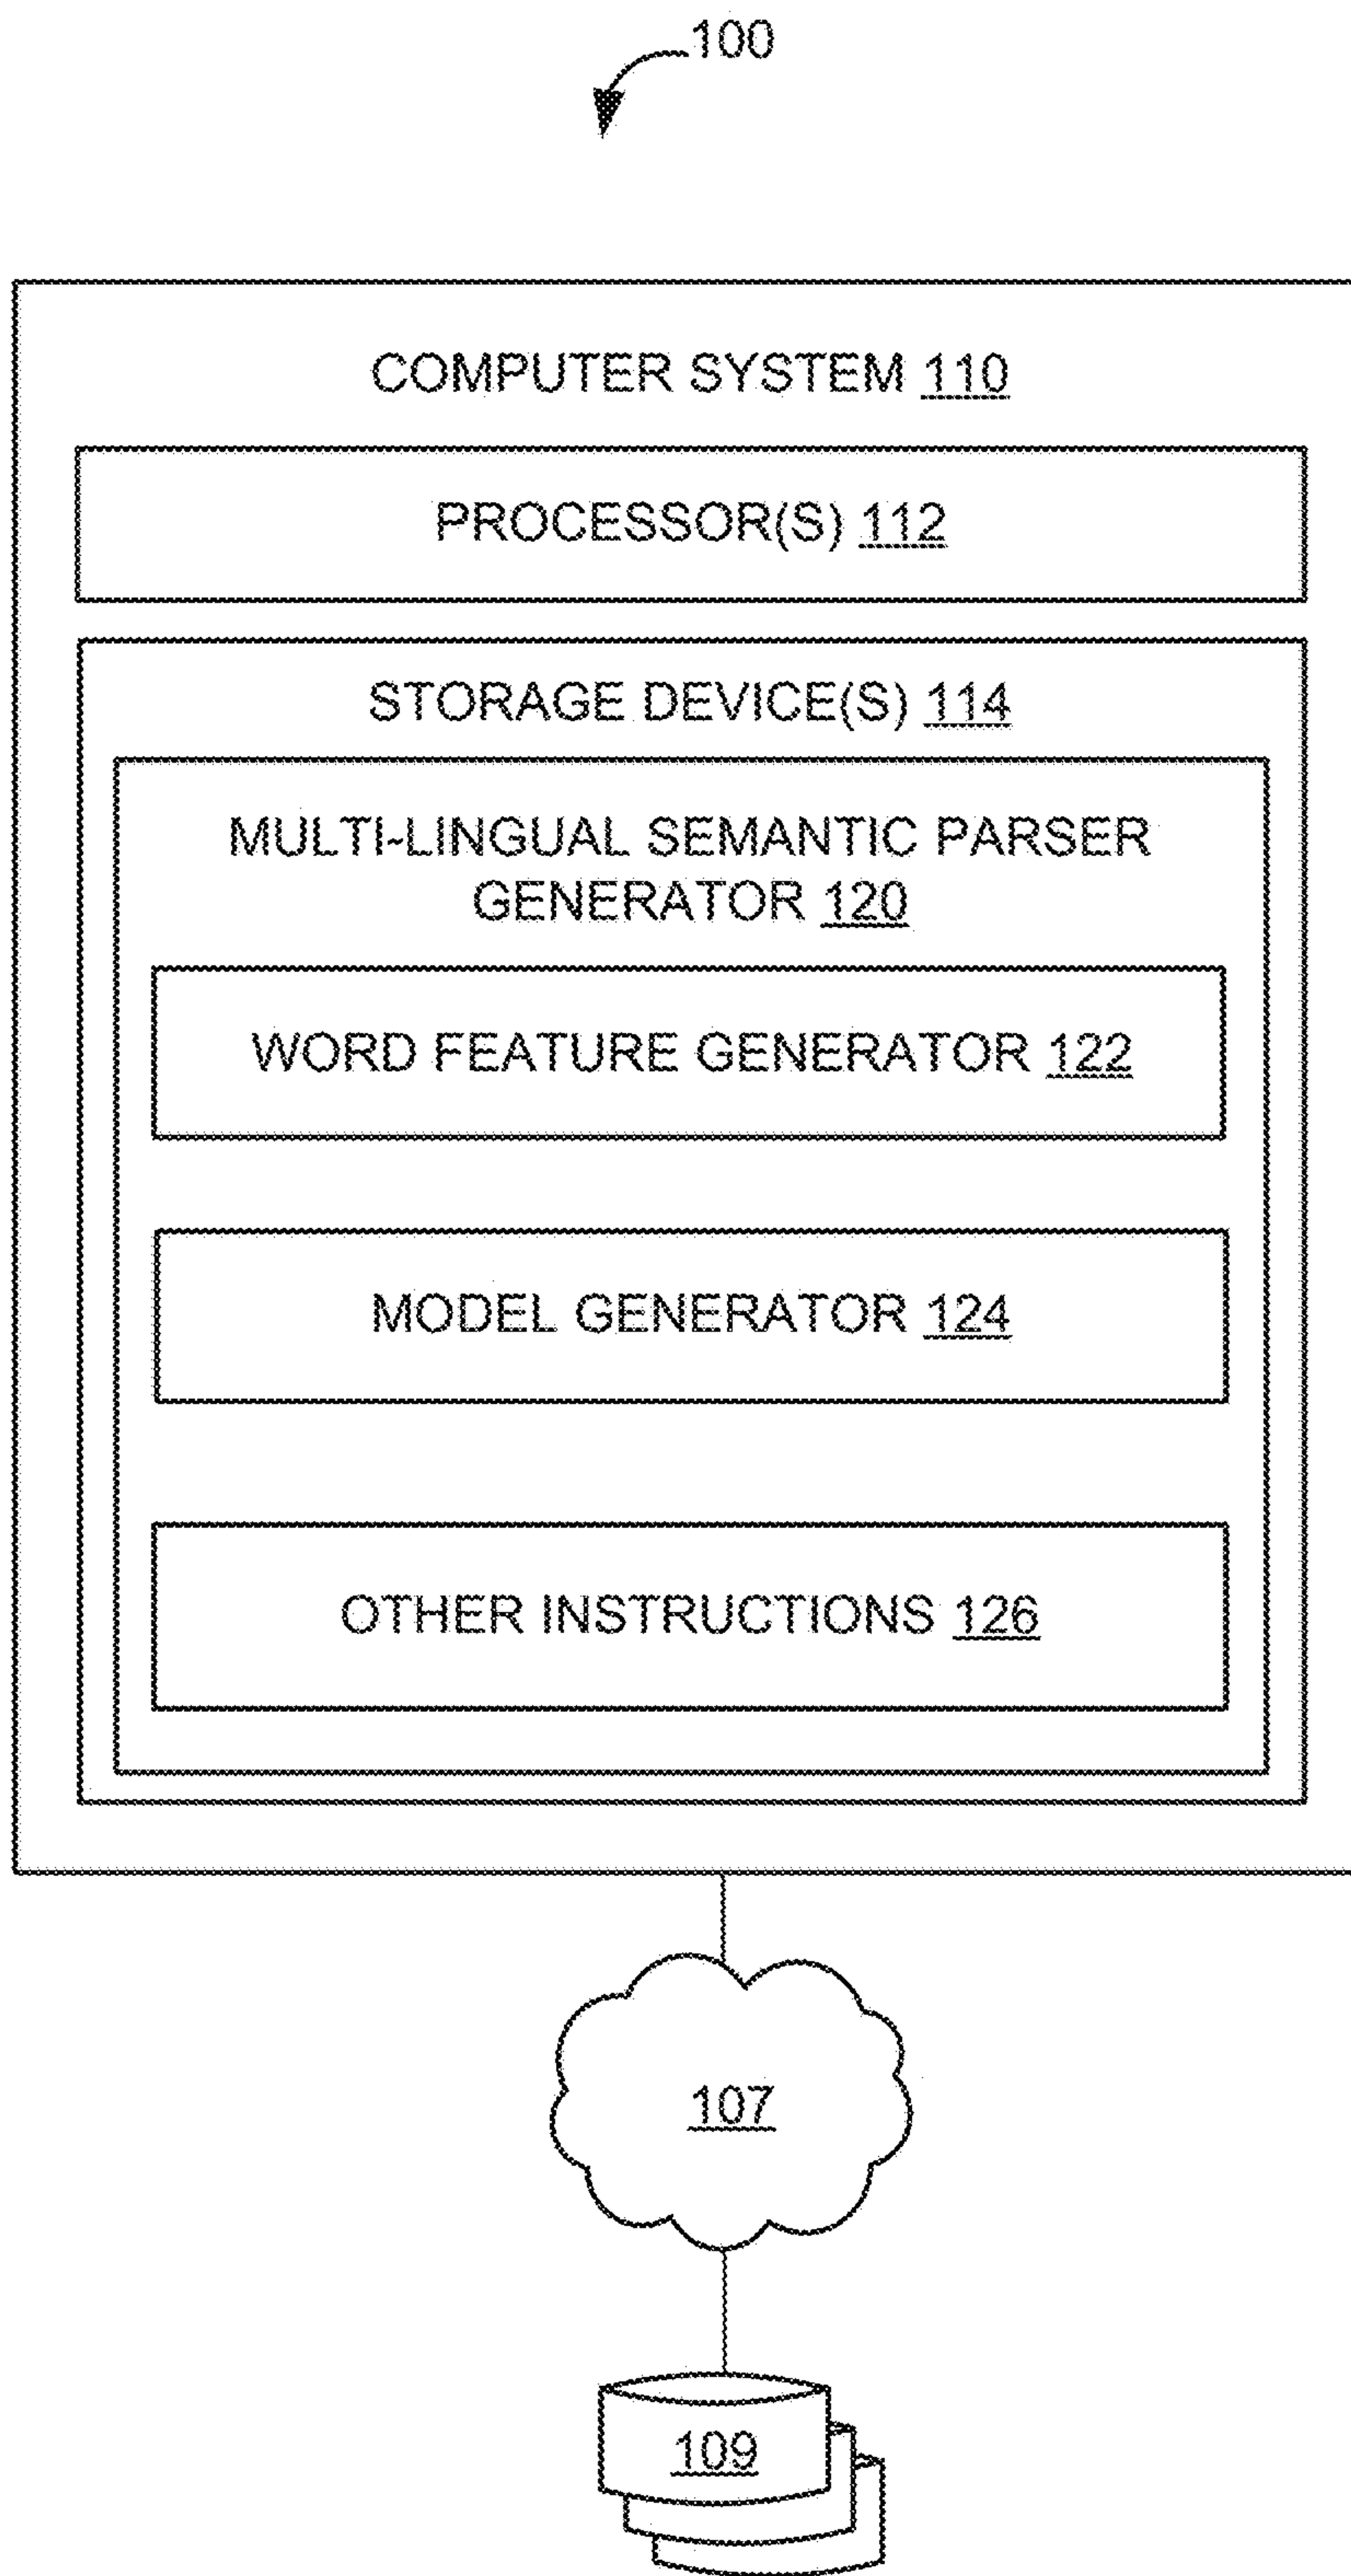 100
COMPUTER SYSTEM 110
PROCESSOR(S) 112
STORAGE DEVICE(S) 114
MULTI-LINGUAL SEMANTIC PARSER
GENERATOR 120
WORD FEATURE GENERATOR 122
MODEL GENERATOR 124
OTHER INSTRUCTIONS 126
107
109